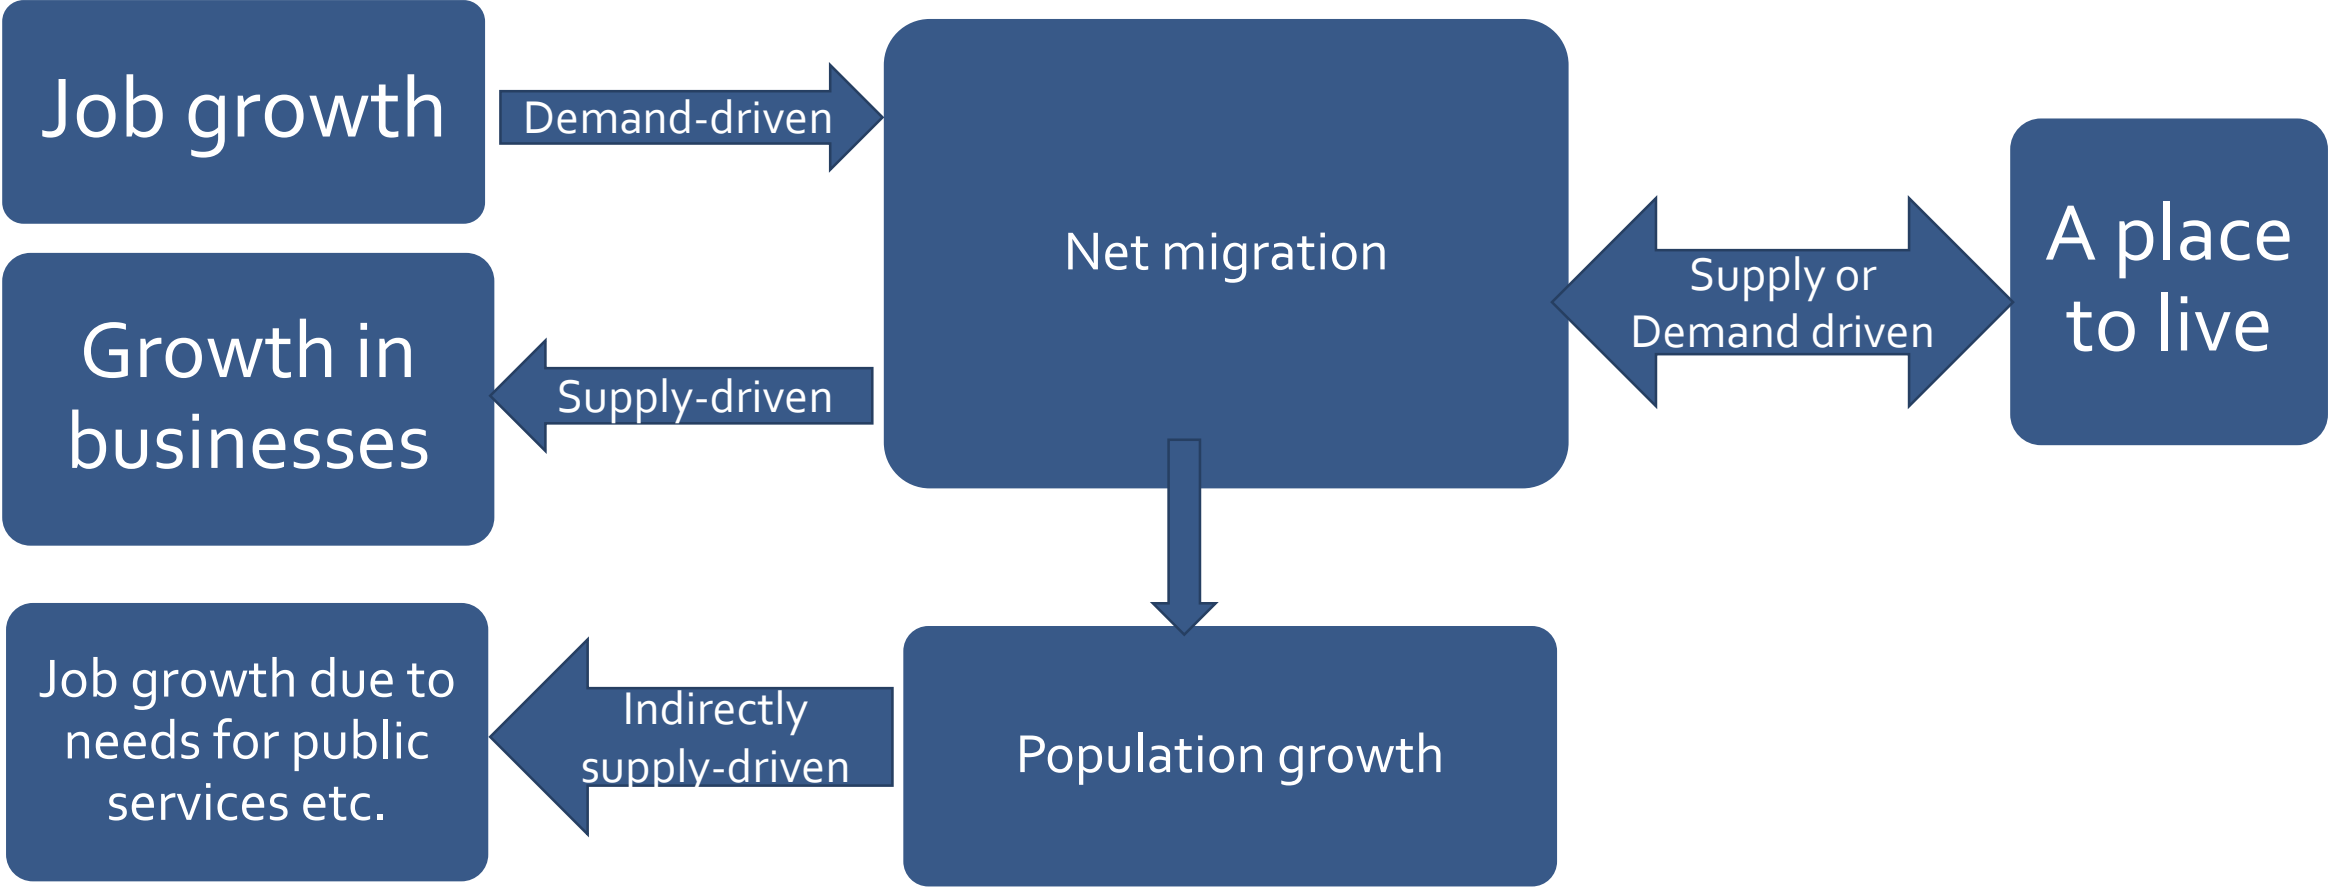 Job growth
Demand-driven
Net migration
A place
to live
Supply or
Demand driven
Growth in
businesses
Supply-driven
Job growth due to
needs for public
services etc.
Indirectly
supply-driven
Population growth